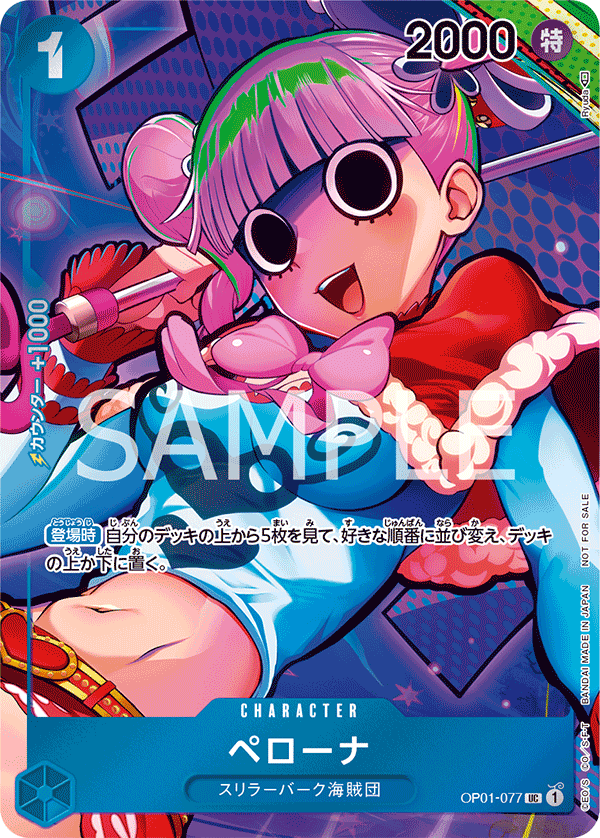 1
2000 特
Ryuda
カウンター +1000
SAMPLE
登場時 自分のデッキの上から5枚を見て、好きな順番に並び変え、デッキ
の上か下に置く。
CHARACTER
ペローナ
スリラーバーク海賊団
OP01-077 UC 1
©EO/S ©O/S・F・T BANDAI MADE IN JAPAN NOT FOR SALE